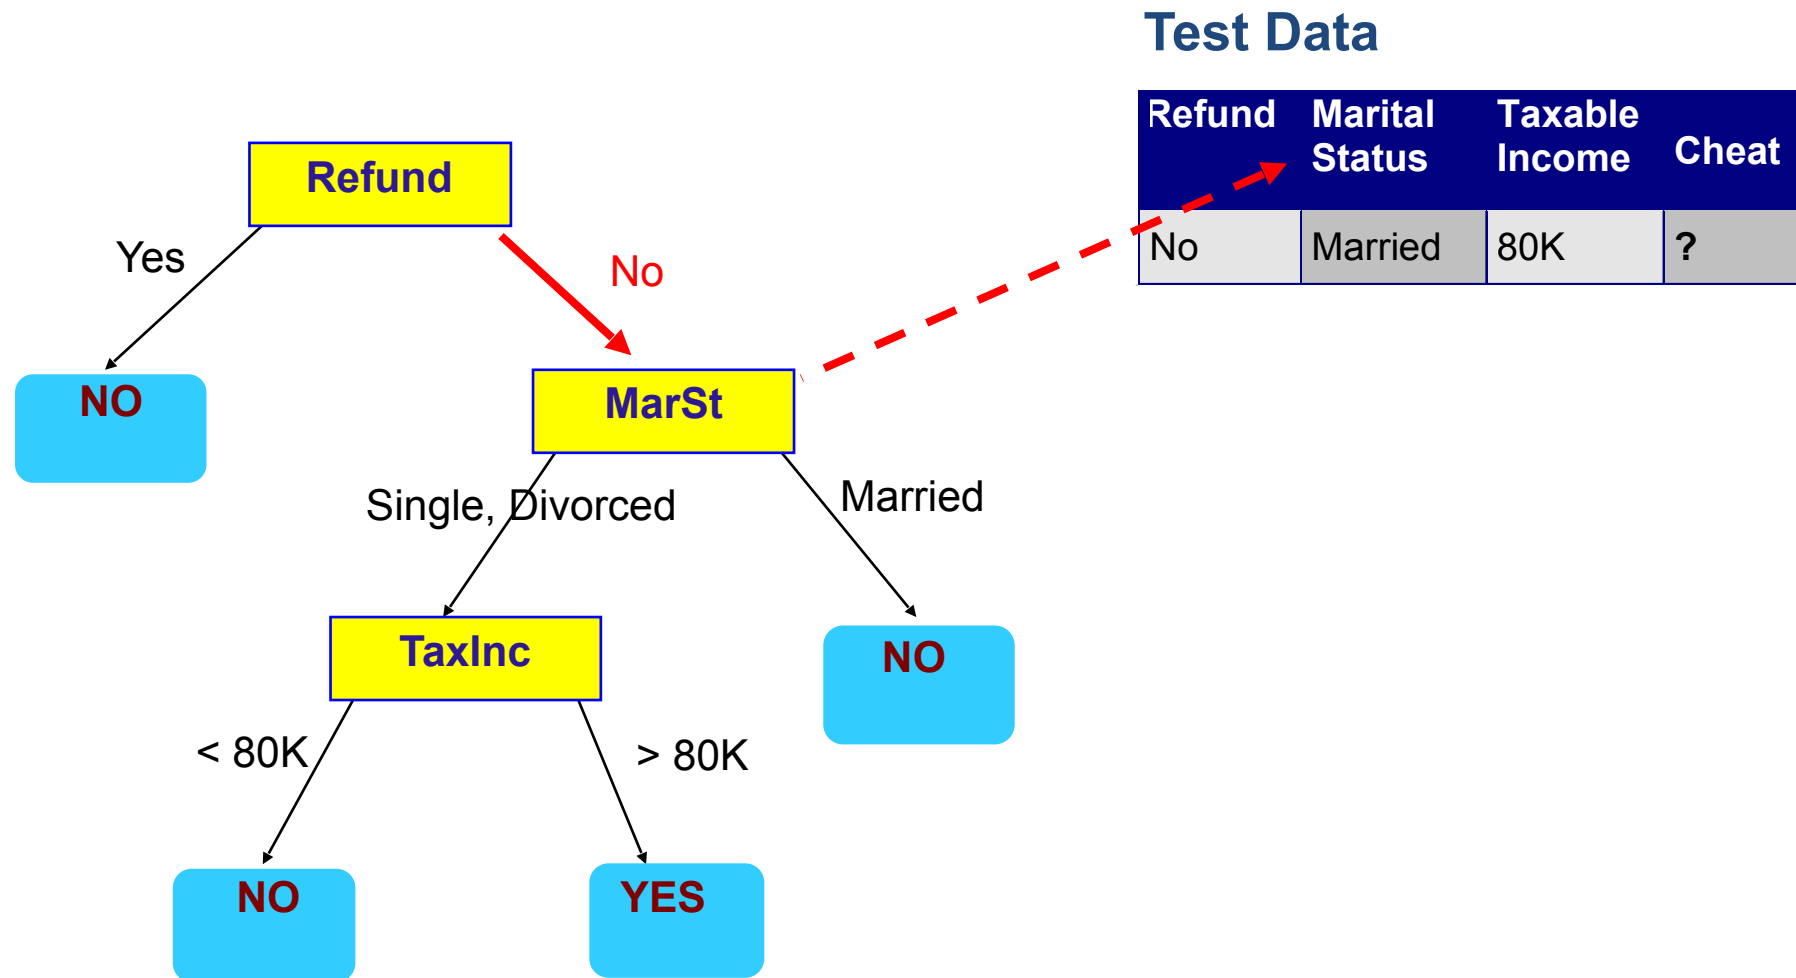 Test Data
Refund Marital Status Taxable Income Cheat
No Married 80K ?
Refund
Yes
No
NO
MarSt
Single, Divorced
Married
TaxInc
NO
< 80K
> 80K
NO
YES